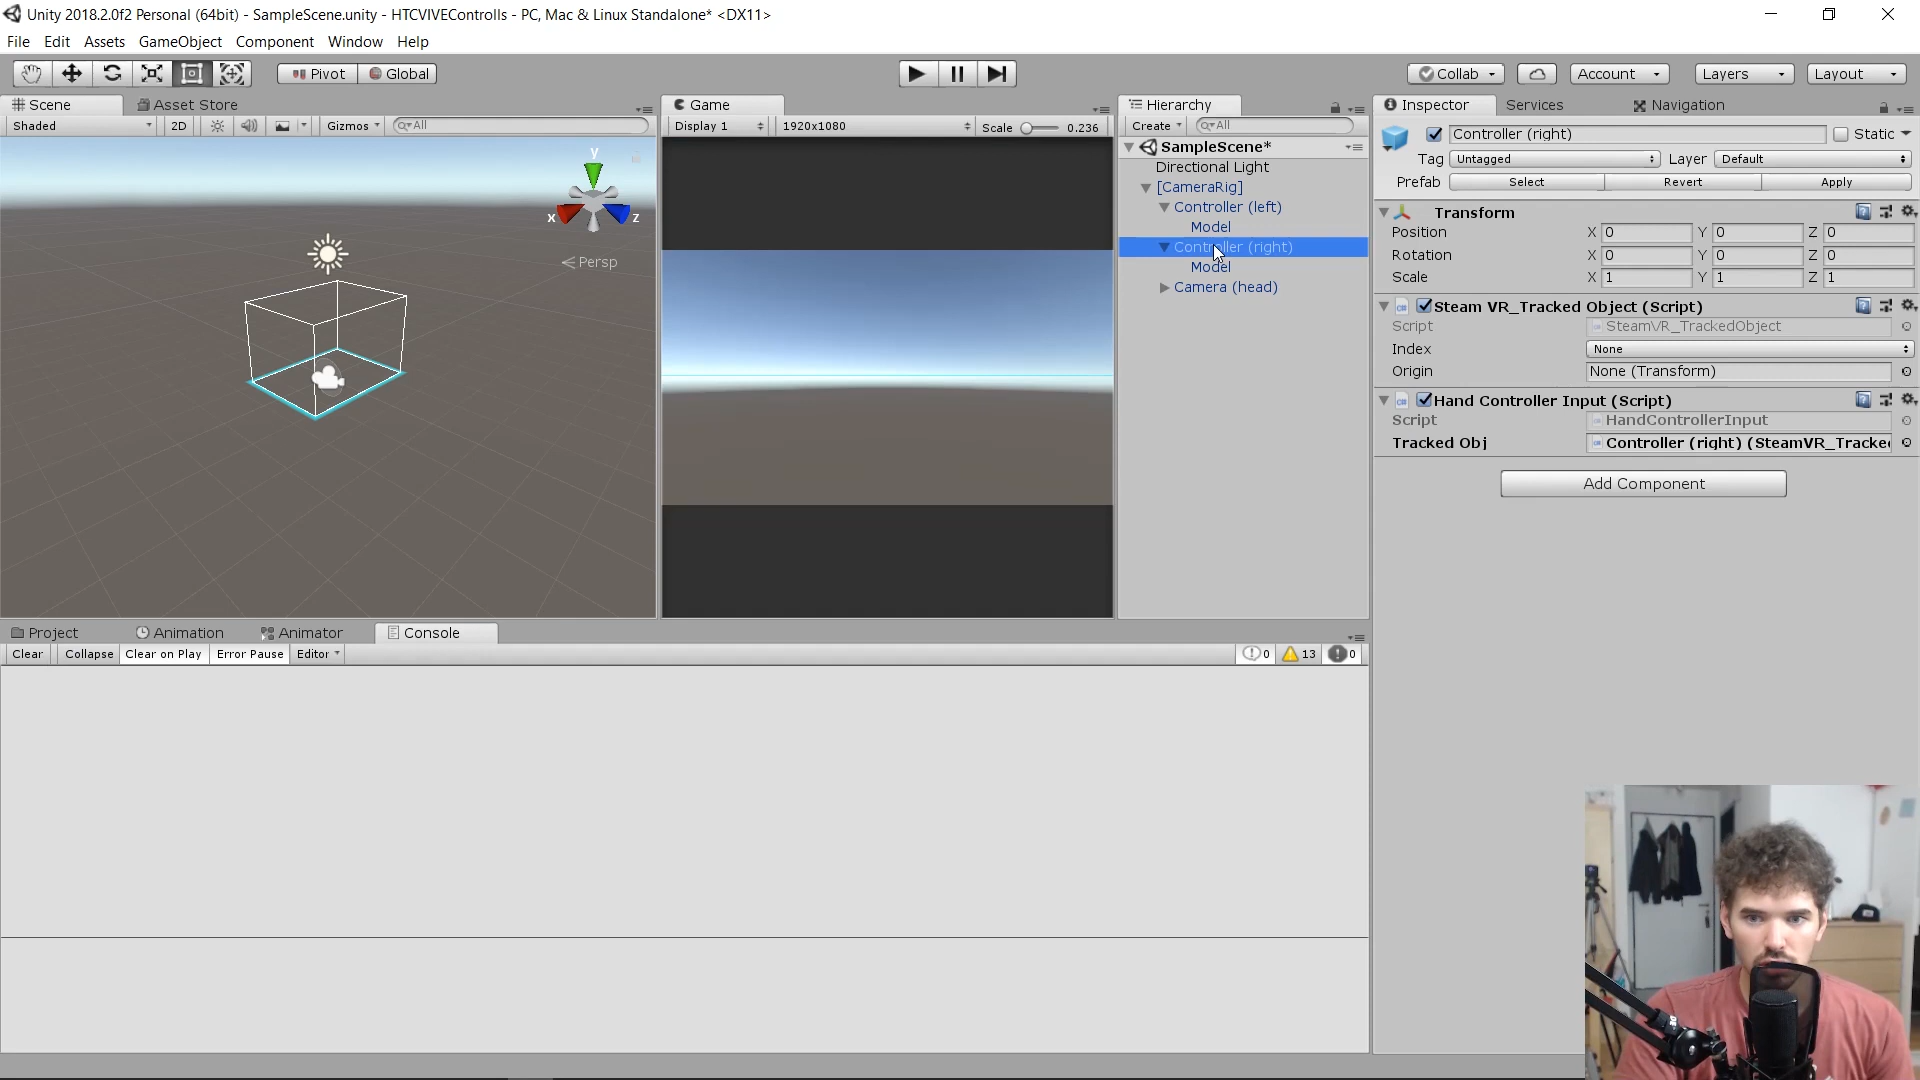 Unity 2018.2.0f2 Personal (64bit) - SampleScene.unity - HTCVIVEControlls - PC, Mac & Linux Standalone* <DX11>
File Edit Assets GameObject Component Window Help
Pivot Global Collab Account Layers Layout
Scene Asset Store
Shaded 2D Gizmos All
y
x
z
Persp
Game
Display 1 1920x1080 Scale 0.236
Hierarchy
Create All
SampleScene*
Directional Light
[CameraRig]
Controller (left)
Model
Controller (right)
Model
Camera (head)
Inspector Services Navigation
Controller (right) Static
Tag Untagged Layer Default
Prefab Select Revert Apply
Transform
Position X 0 Y 0 Z 0
Rotation X 0 Y 0 Z 0
Scale X 1 Y 1 Z 1
Steam VR_Tracked Object (Script)
Script SteamVR_TrackedObject
Index None
Origin None (Transform)
Hand Controller Input (Script)
Script HandControllerInput
Tracked Obj Controller (right) (SteamVR_Tracke
Add Component
Project Animation Animator Console
Clear Collapse Clear on Play Error Pause Editor 0 13 0